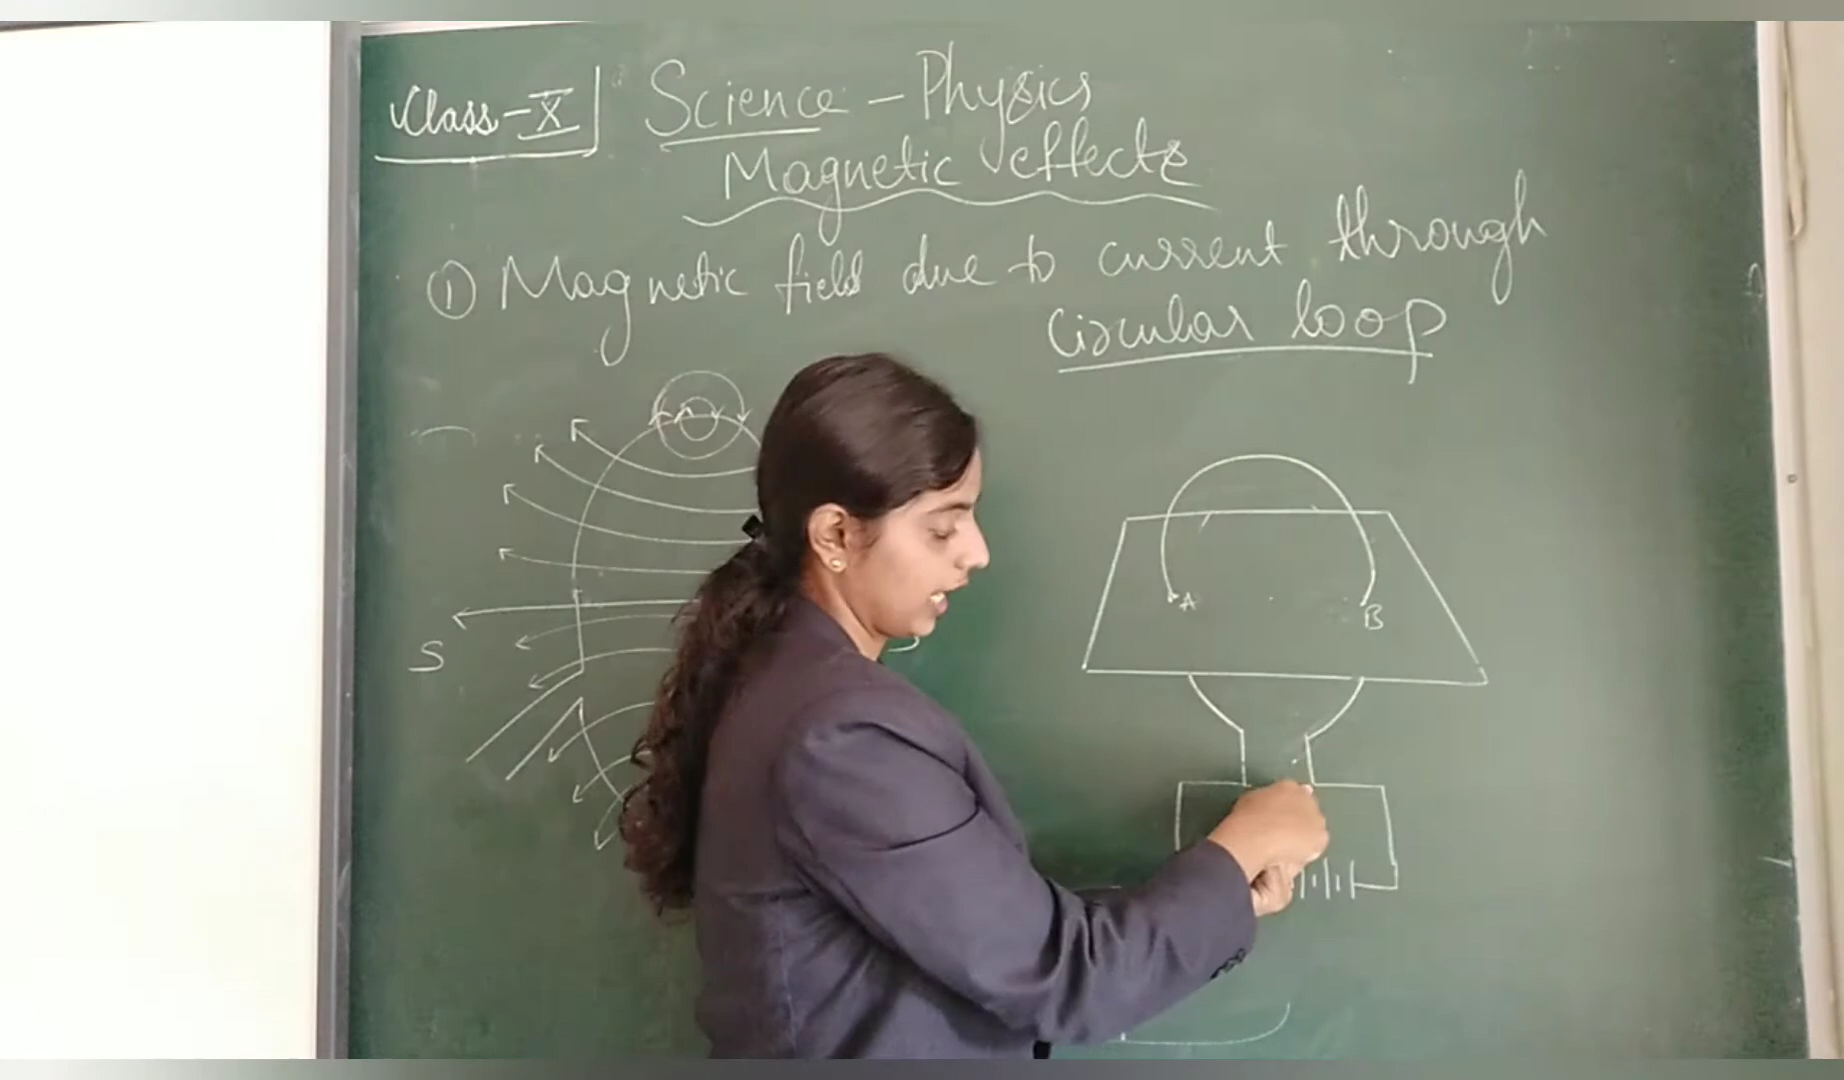 Class-X
Science - Physics
Magnetic effects
① Magnetic field due to current through
circular loop
S
A
B